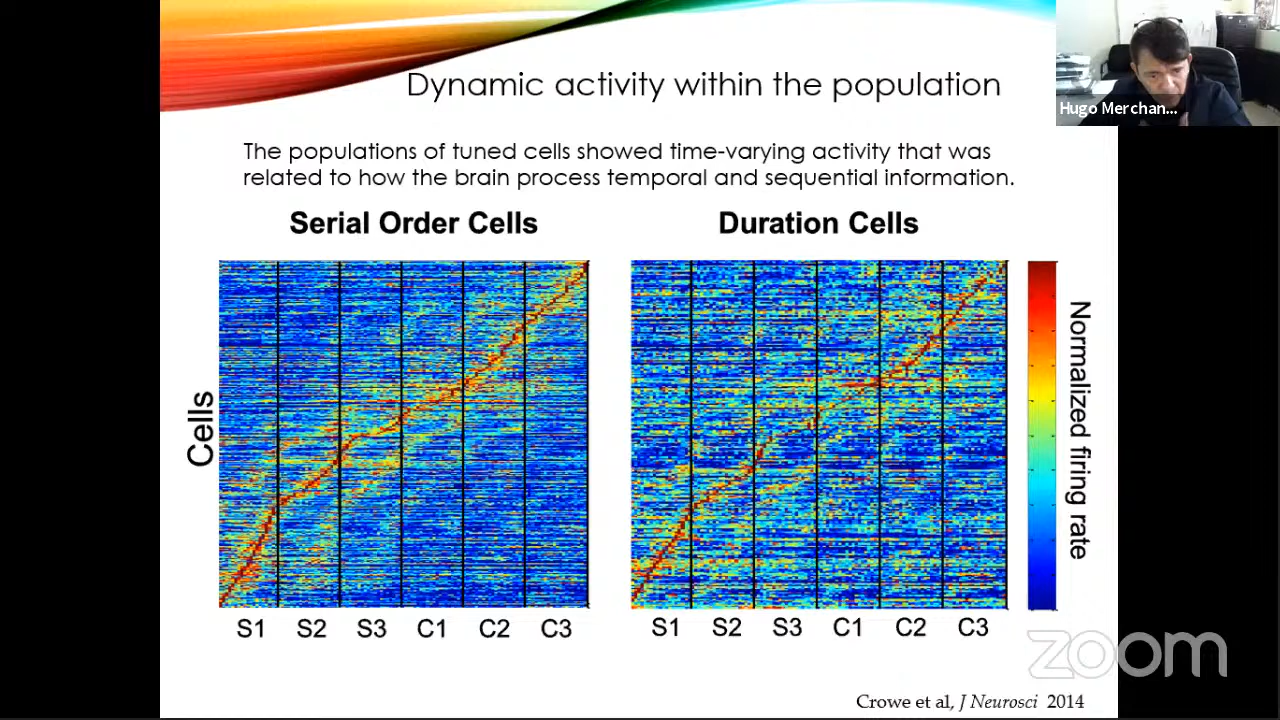 Dynamic activity within the population
Hugo Merchan...
The populations of tuned cells showed time-varying activity that was
related to how the brain process temporal and sequential information.
Serial Order Cells
Duration Cells
Cells
Normalized firing rate
S1 S2 S3 C1 C2 C3
S1 S2 S3 C1 C2 C3
zoom
Crowe et al, J Neurosci 2014